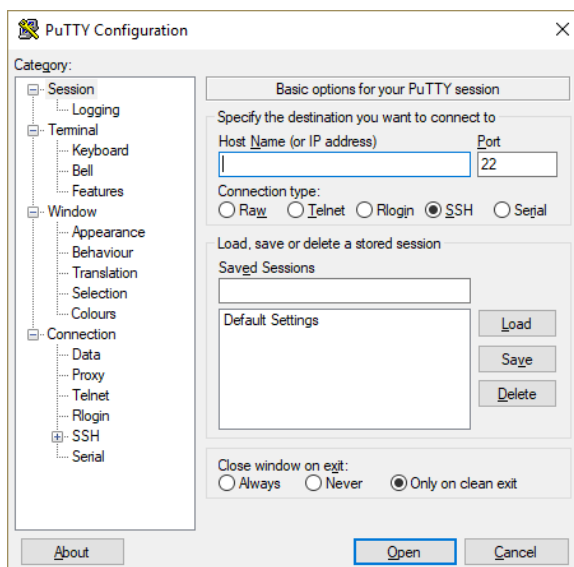 PuTTY Configuration
Category:
Session
Logging
Terminal
Keyboard
Bell
Features
Window
Appearance
Behaviour
Translation
Selection
Colours
Connection
Data
Proxy
Telnet
Rlogin
SSH
Serial
Basic options for your PuTTY session
Specify the destination you want to connect to
Host Name (or IP address) Port
22
Connection type:
Raw Telnet Rlogin SSH Serial
Load, save or delete a stored session
Saved Sessions
Default Settings
Load
Save
Delete
Close window on exit:
Always Never Only on clean exit
About Open Cancel